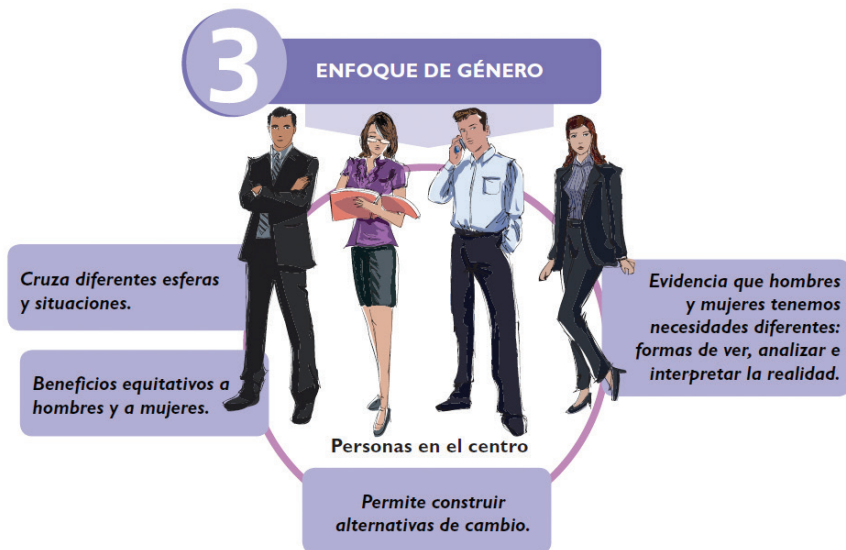 3
ENFOQUE DE GÉNERO
Cruza diferentes esferas
y situaciones.
Beneficios equitativos a
hombres y a mujeres.
Evidencia que hombres
y mujeres tenemos
necesidades diferentes:
formas de ver, analizar e
interpretar la realidad.
Personas en el centro
Permite construir
alternativas de cambio.